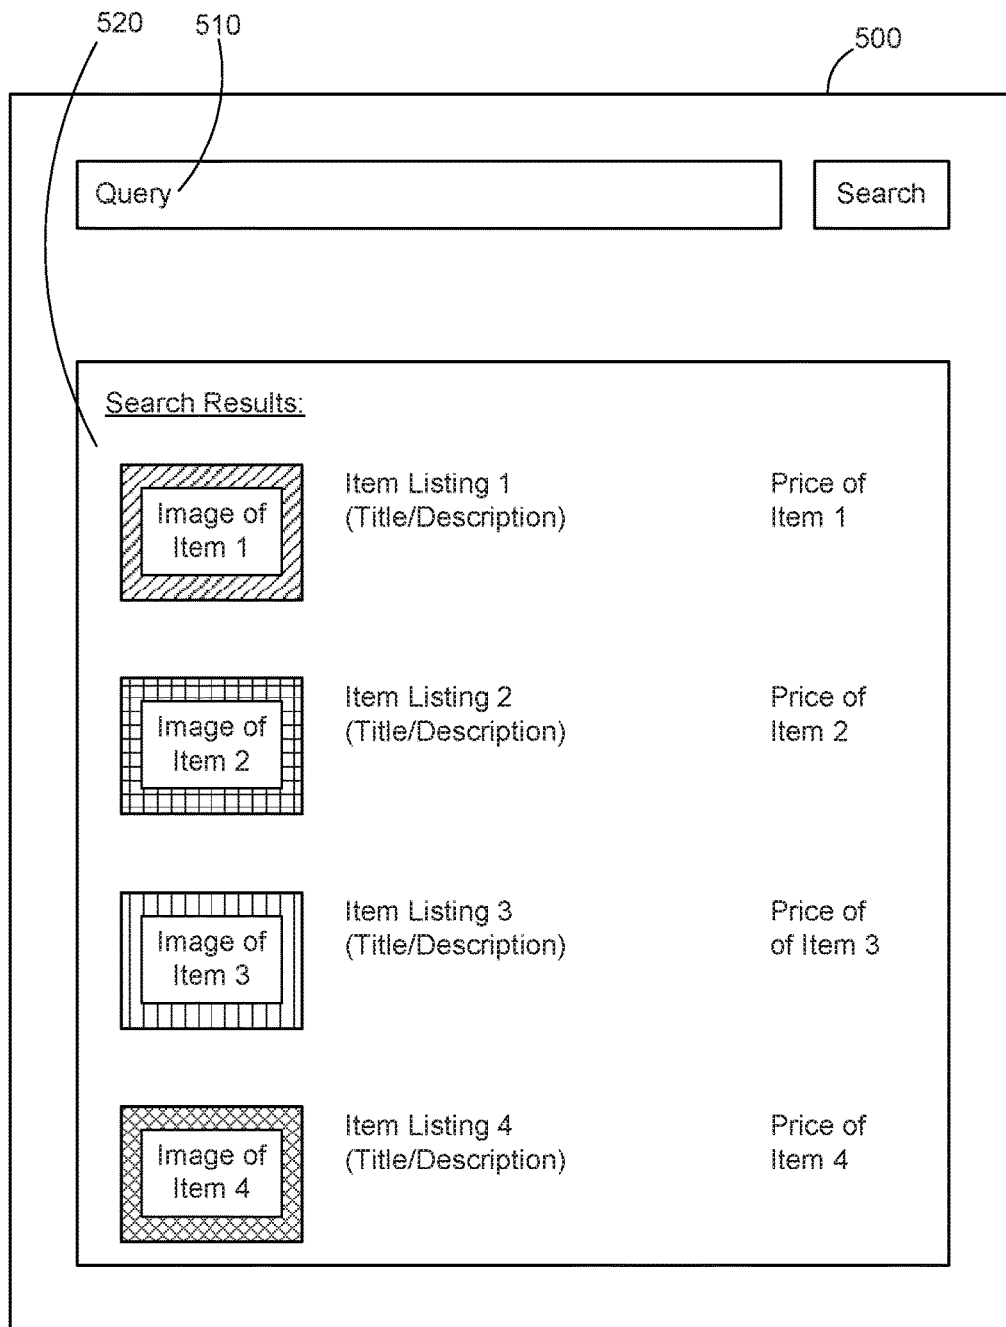 520 510 500
Query Search
Search Results:
Image of
Item 1
Item Listing 1
(Title/Description)
Price of
Item 1
Image of
Item 2
Item Listing 2
(Title/Description)
Price of
Item 2
Image of
Item 3
Item Listing 3
(Title/Description)
Price of
of Item 3
Image of
Item 4
Item Listing 4
(Title/Description)
Price of
Item 4